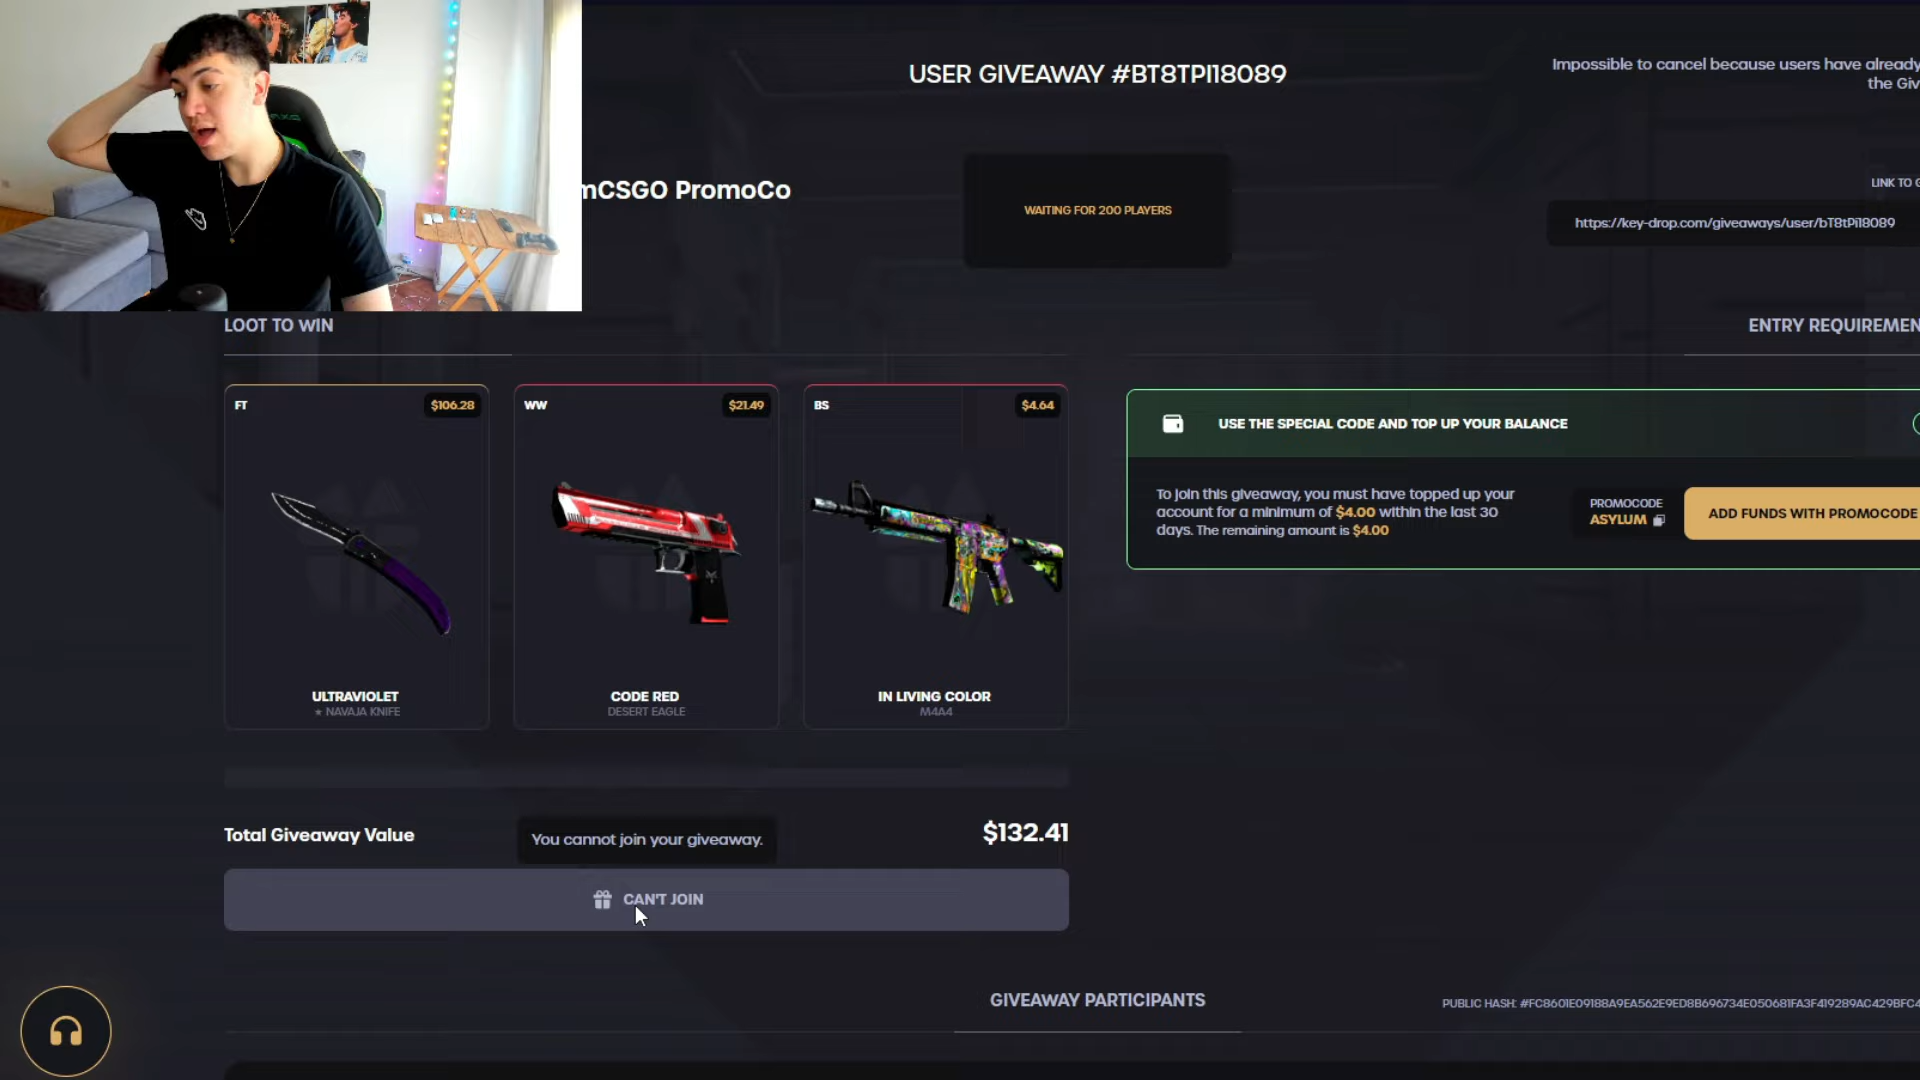 USER GIVEAWAY #BT8TPI18089
Impossible to cancel because users have already
the Giv
mCSGO PromoCo
WAITING FOR 200 PLAYERS
LINK TO G
https://key-drop.com/giveaways/user/bT8tPi18089
LOOT TO WIN
ENTRY REQUIREMEN
FT
$106.28
WW
$21.49
BS
$4.64
USE THE SPECIAL CODE AND TOP UP YOUR BALANCE
To join this giveaway, you must have topped up your
account for a minimum of $4.00 within the last 30
days. The remaining amount is $4.00
PROMOCODE
ASYLUM
ADD FUNDS WITH PROMOCODE
ULTRAVIOLET
★ NAVAJA KNIFE
CODE RED
DESERT EAGLE
IN LIVING COLOR
M4A4
Total Giveaway Value
You cannot join your giveaway.
$132.41
CAN'T JOIN
GIVEAWAY PARTICIPANTS
PUBLIC HASH: